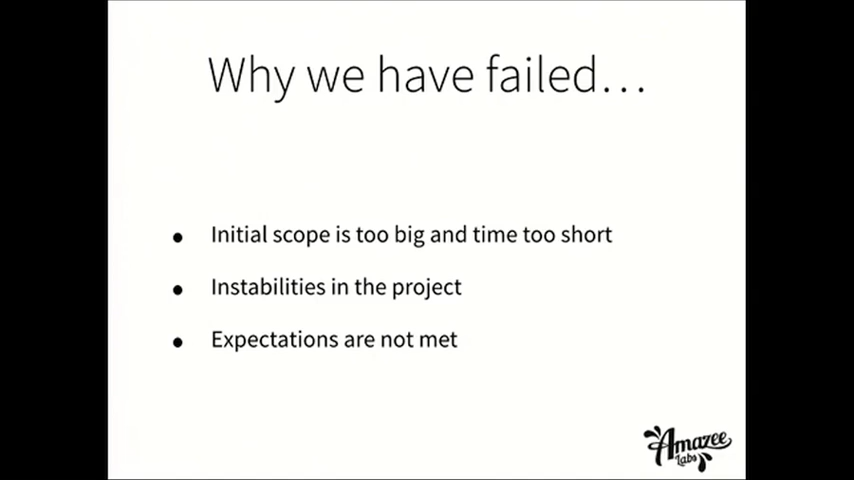 Why we have failed...
• Initial scope is too big and time too short
• Instabilities in the project
• Expectations are not met
Amazee
Labs